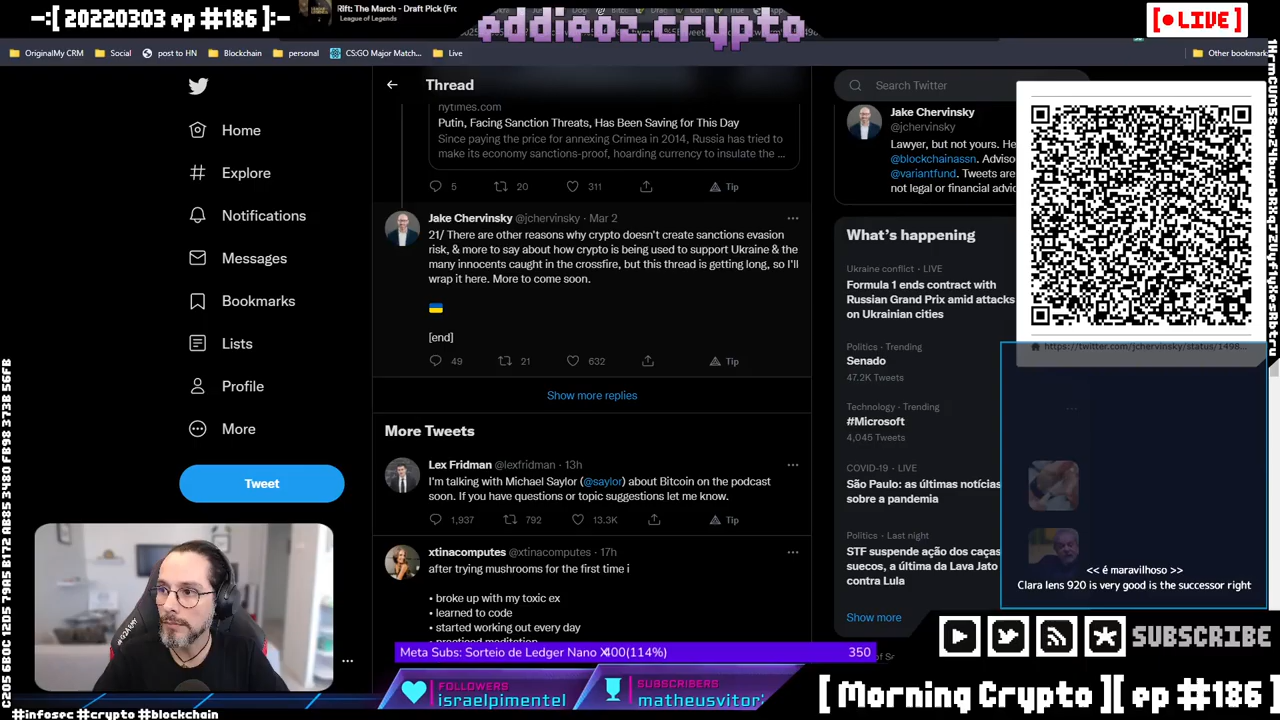 -:[ 20220303 ep #186 ]:-
Rift: The March - Draft Pick (Fro
League of Legends
eddieoz.crypto
[•LIVE]
OriginalMy CRM
Social
post to HN
Blockchain
personal
CS:GO Major Match...
Live
Other bookmark
Thread
Search Twitter
Home
Explore
Notifications
Messages
Bookmarks
Lists
Profile
More
Tweet
nytimes.com
Putin, Facing Sanction Threats, Has Been Saving for This Day
Since paying the price for annexing Crimea in 2014, Russia has tried to
make its economy sanctions-proof, hoarding currency to insulate the ...
5 20 311 Tip
Jake Chervinsky @jchervinsky · Mar 2
21/ There are other reasons why crypto doesn't create sanctions evasion
risk, & more to say about how crypto is being used to support Ukraine & the
many innocents caught in the crossfire, but this thread is getting long, so I'll
wrap it here. More to come soon.
[end]
49 21 632 Tip
Show more replies
More Tweets
Lex Fridman @lexfridman · 13h
I'm talking with Michael Saylor (@saylor) about Bitcoin on the podcast
soon. If you have questions or topic suggestions let me know.
1,937 792 13.3K Tip
xtinacomputes @xtinacomputes · 17h
after trying mushrooms for the first time i
• broke up with my toxic ex
• learned to code
• started working out every day
Jake Chervinsky
@jchervinsky
Lawyer, but not yours. He
@blockchainassn. Adviso
@variantfund. Tweets are
not legal or financial advic
What's happening
Ukraine conflict · LIVE
Formula 1 ends contract with
Russian Grand Prix amid attacks
on Ukrainian cities
Politics · Trending
Senado
47.2K Tweets
Technology · Trending
#Microsoft
4,045 Tweets
COVID-19 · LIVE
São Paulo: as últimas notícias
sobre a pandemia
Politics · Last night
STF suspende ação dos caças
suecos, a última da Lava Jato
contra Lula
Show more
https://twitter.com/jchervinsky/status/1498...
<< é maravilhoso >>
Clara lens 920 is very good is the successor right
SUBSCRIBE
Meta Subs: Sorteio de Ledger Nano X
400(114%)
350
FOLLOWERS
israelpimentel
SUBSCRIBERS
matheusvitor
[ Morning Crypto ][ ep #186 ]
#infosec #crypto #blockchain